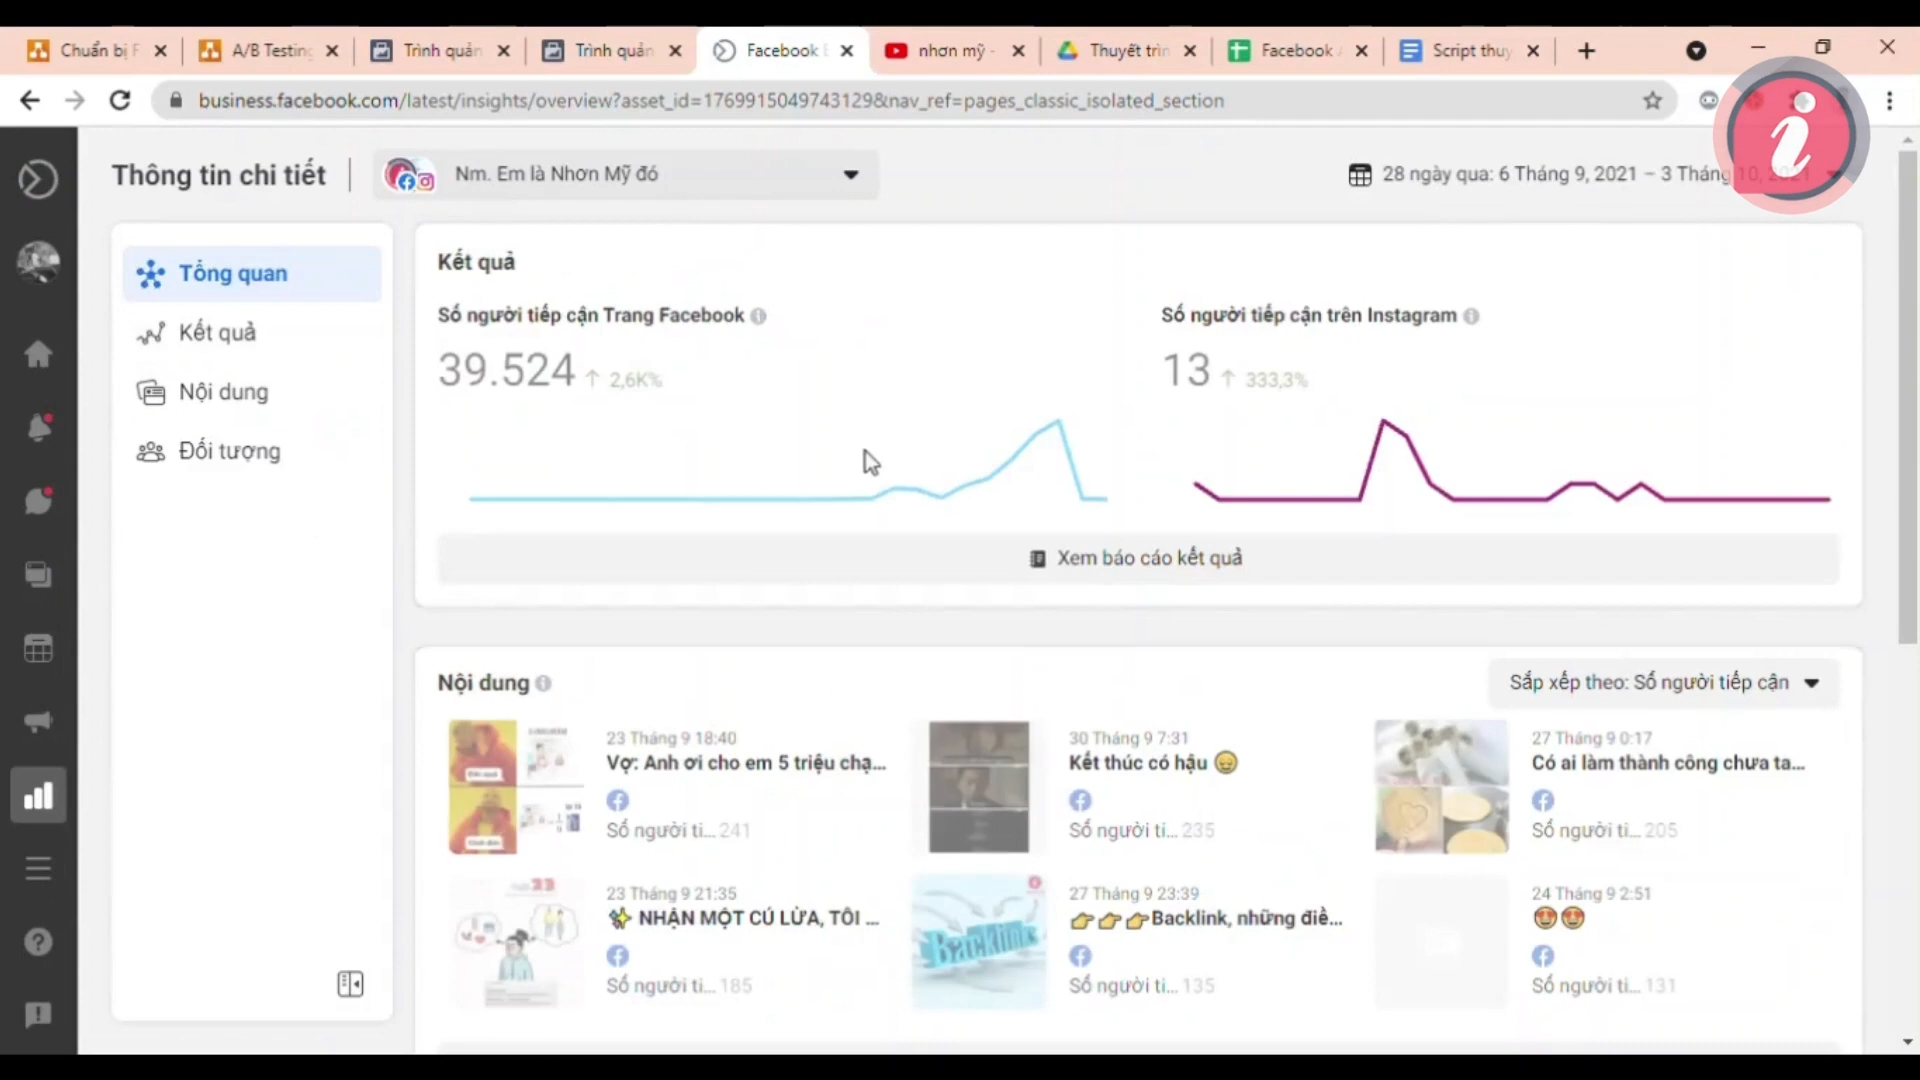 Chuẩn bị F
A/B Testing
Trình quản
Trình quản
Facebook B
nhơn mỹ -
Thuyết trìn
Facebook A
Script thuy
business.facebook.com/latest/insights/overview?asset_id=1769915049743129&nav_ref=pages_classic_isolated_section
Thông tin chi tiết
Nm. Em là Nhơn Mỹ đó
28 ngày qua: 6 Tháng 9, 2021 – 3 Tháng 10, 2021
i
Tổng quan
Kết quả
Nội dung
Đối tượng
Kết quả
Số người tiếp cận Trang Facebook
39.524 ↑ 2,6K%
Số người tiếp cận trên Instagram
13 ↑ 333,3%
Xem báo cáo kết quả
Nội dung
Sắp xếp theo: Số người tiếp cận
23 Tháng 9 18:40
Vợ: Anh ơi cho em 5 triệu chạ...
Số người ti... 241
30 Tháng 9 7:31
Kết thúc có hậu 😄
Số người ti... 235
27 Tháng 9 0:17
Có ai làm thành công chưa ta...
Số người ti... 205
23 Tháng 9 21:35
✨ NHẬN MỘT CÚ LỪA, TÔI ...
Số người ti... 185
Backlink
27 Tháng 9 23:39
👉👉👉Backlink, những điề...
Số người ti... 135
24 Tháng 9 2:51
😍😍
Số người ti... 131